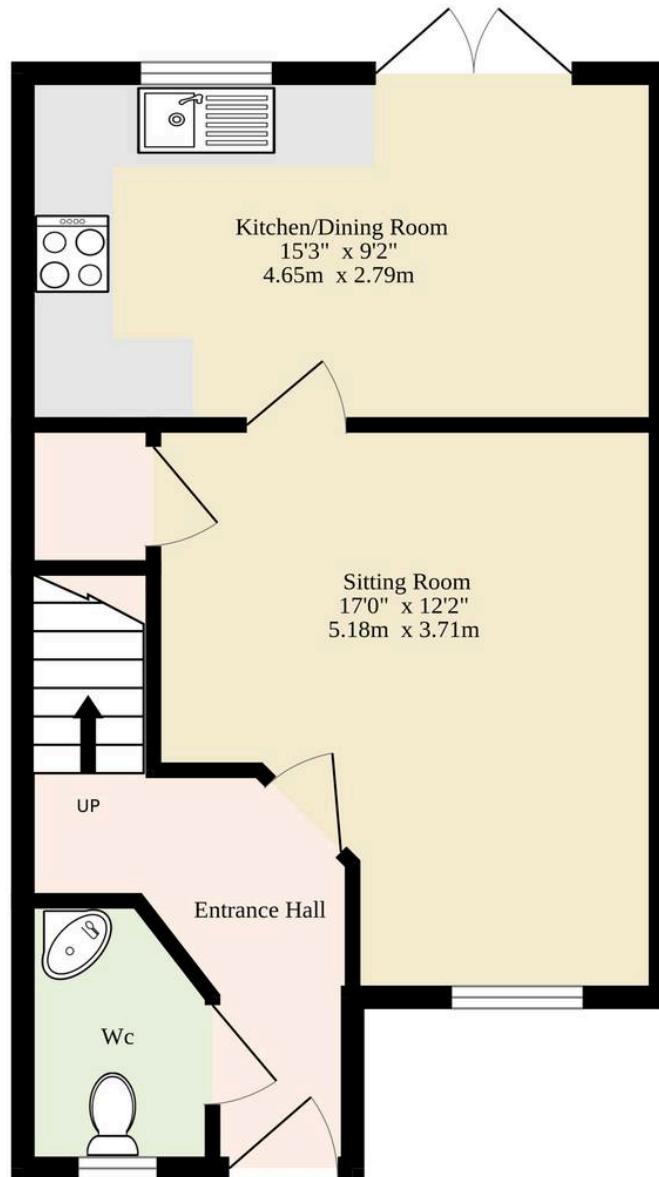 Kitchen/Dining Room
15'3" x 9'2"
4.65m x 2.79m
Sitting Room
17'0" x 12'2"
5.18m x 3.71m
UP
Entrance Hall
Wc